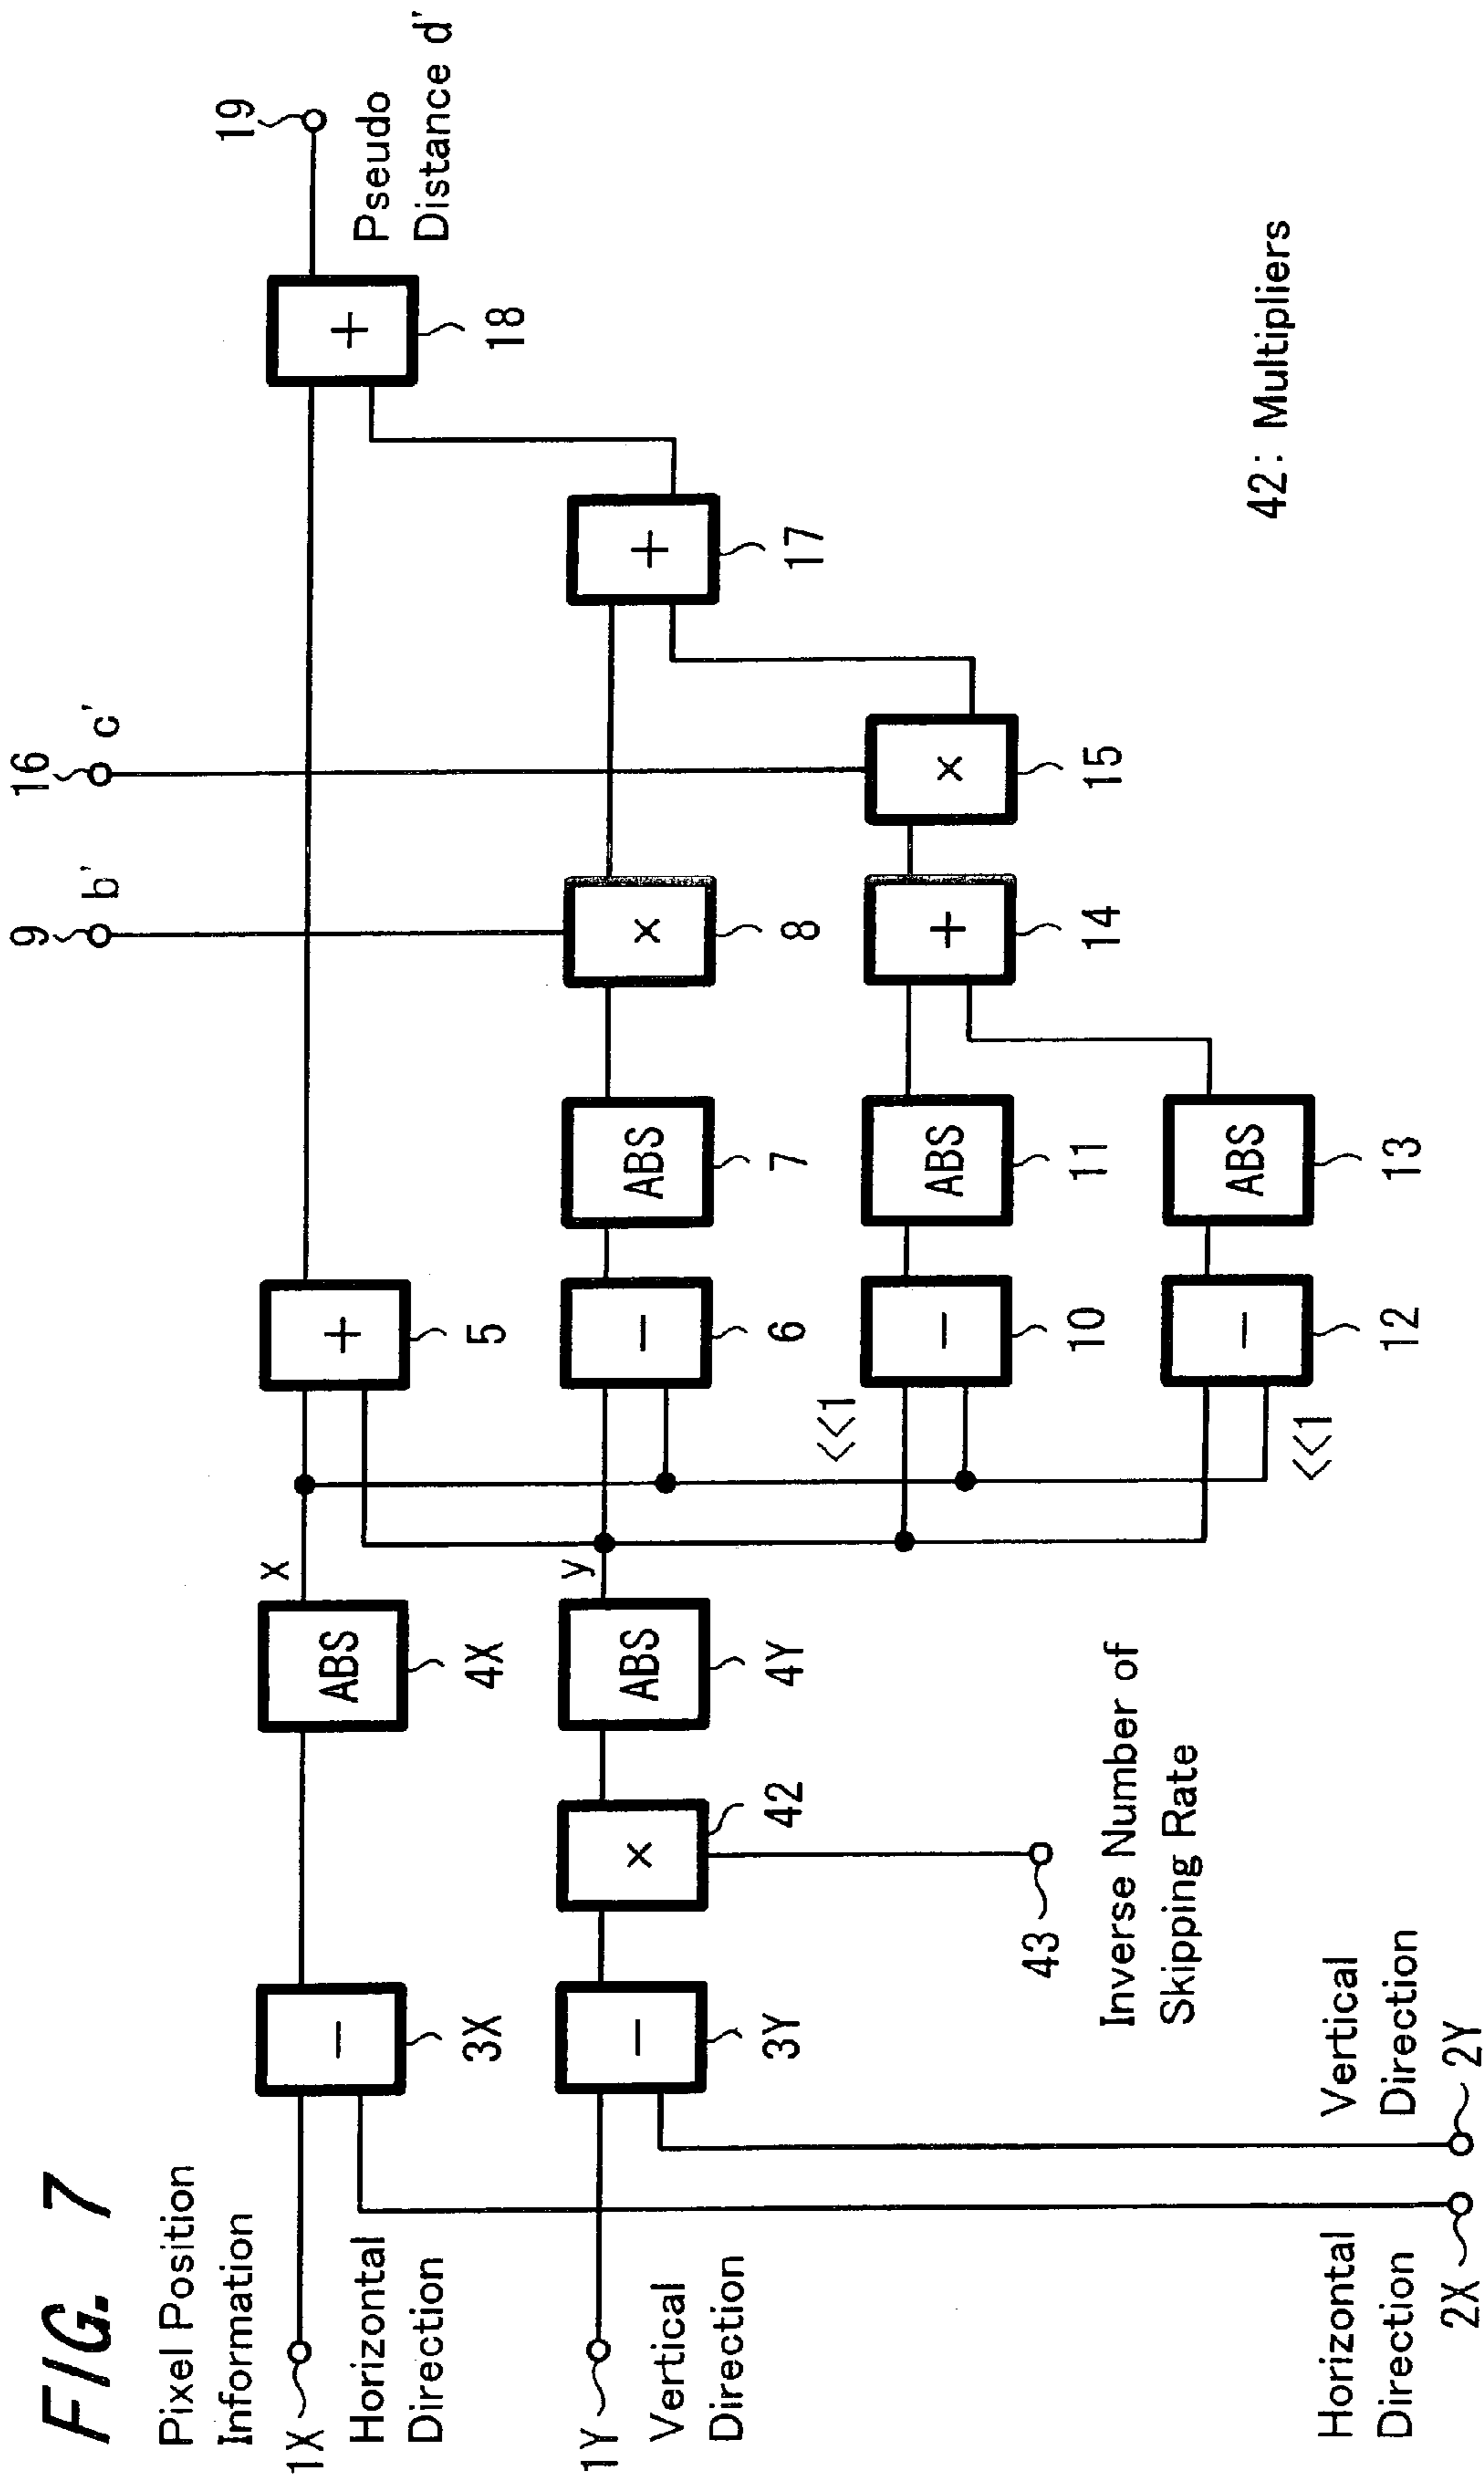 FIG. 7
Pixel Position
Information
1X
Horizontal
Direction
1Y
Vertical
Direction
Horizontal
Direction
2X
Vertical
Direction
2Y
−
3X
−
3Y
×
42
43
Inverse Number of
Skipping Rate
ABS
4X
ABS
4Y
x
y
+
5
−
6
<<1
−
10
−
12
<<1
ABS
7
ABS
11
ABS
13
9
b'
×
8
+
14
16
c'
×
15
+
17
+
18
19
Pseudo
Distance d'
42: Multipliers